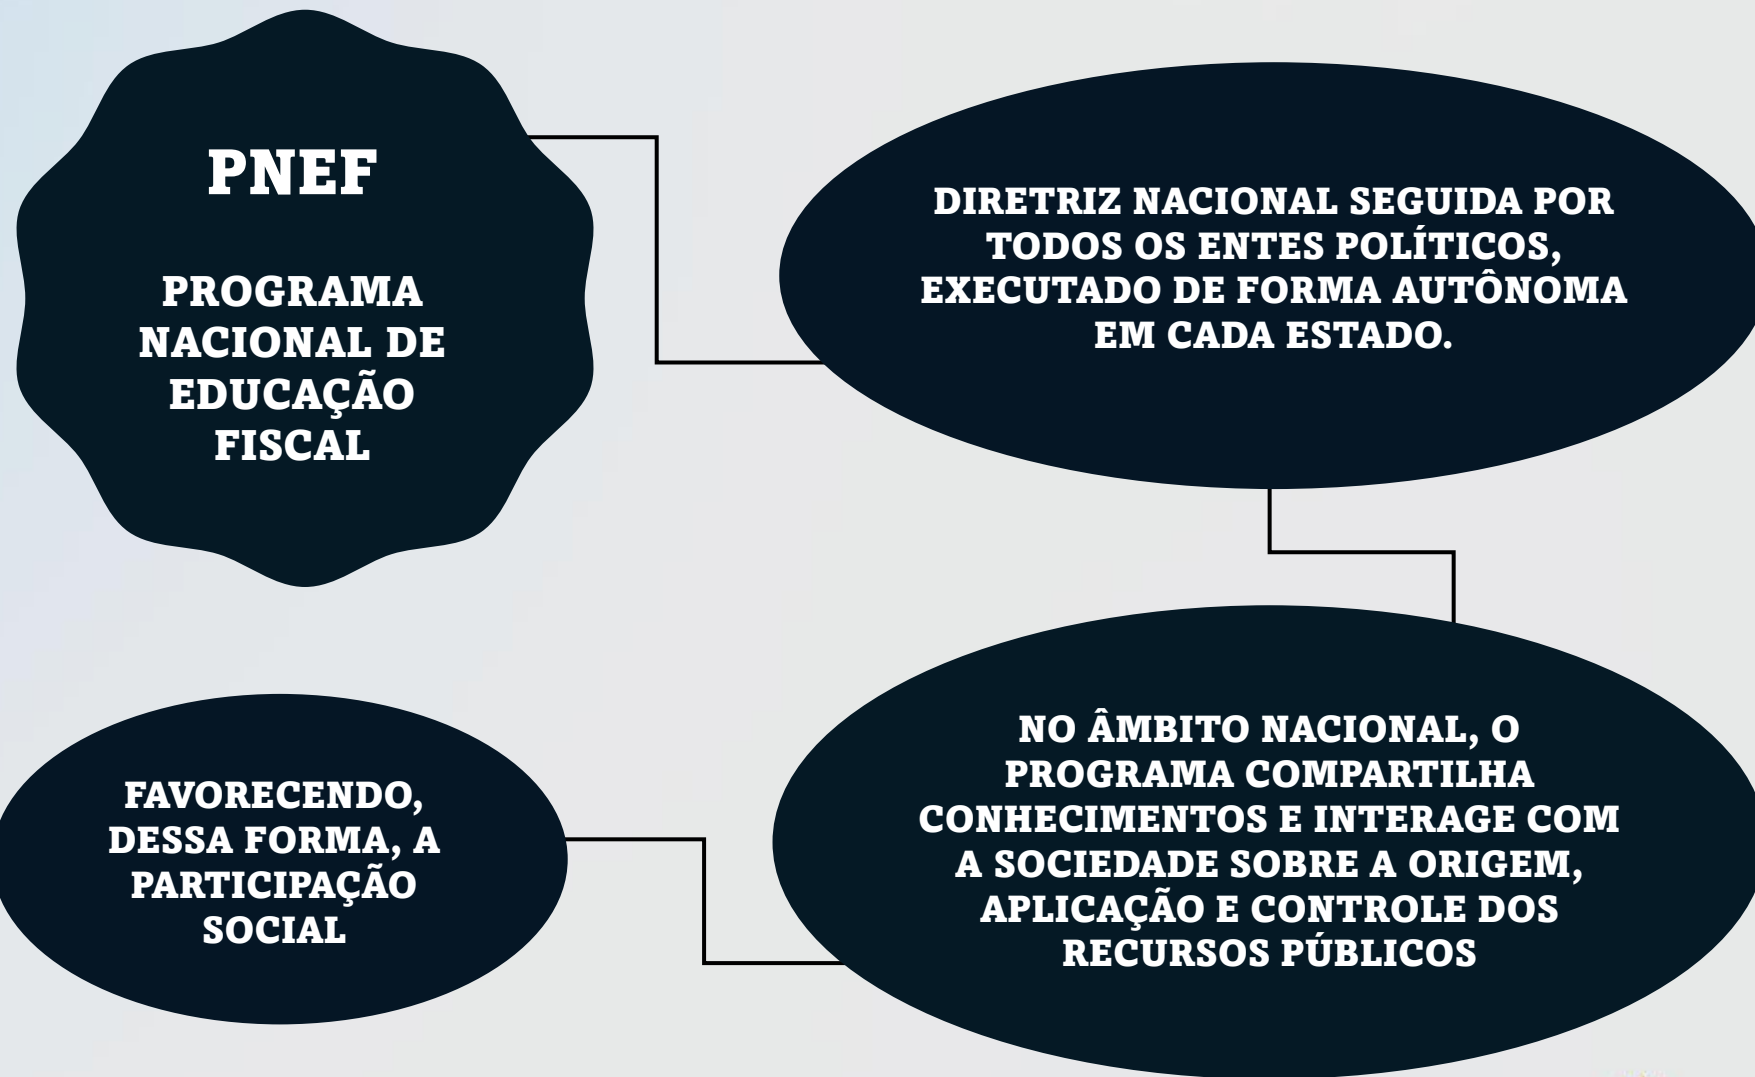 PNEF
PROGRAMA
NACIONAL DE
EDUCAÇÃO
FISCAL
DIRETRIZ NACIONAL SEGUIDA POR
TODOS OS ENTES POLÍTICOS,
EXECUTADO DE FORMA AUTÔNOMA
EM CADA ESTADO.
NO ÂMBITO NACIONAL, O
PROGRAMA COMPARTILHA
CONHECIMENTOS E INTERAGE COM
A SOCIEDADE SOBRE A ORIGEM,
APLICAÇÃO E CONTROLE DOS
RECURSOS PÚBLICOS
FAVORECENDO,
DESSA FORMA, A
PARTICIPAÇÃO
SOCIAL